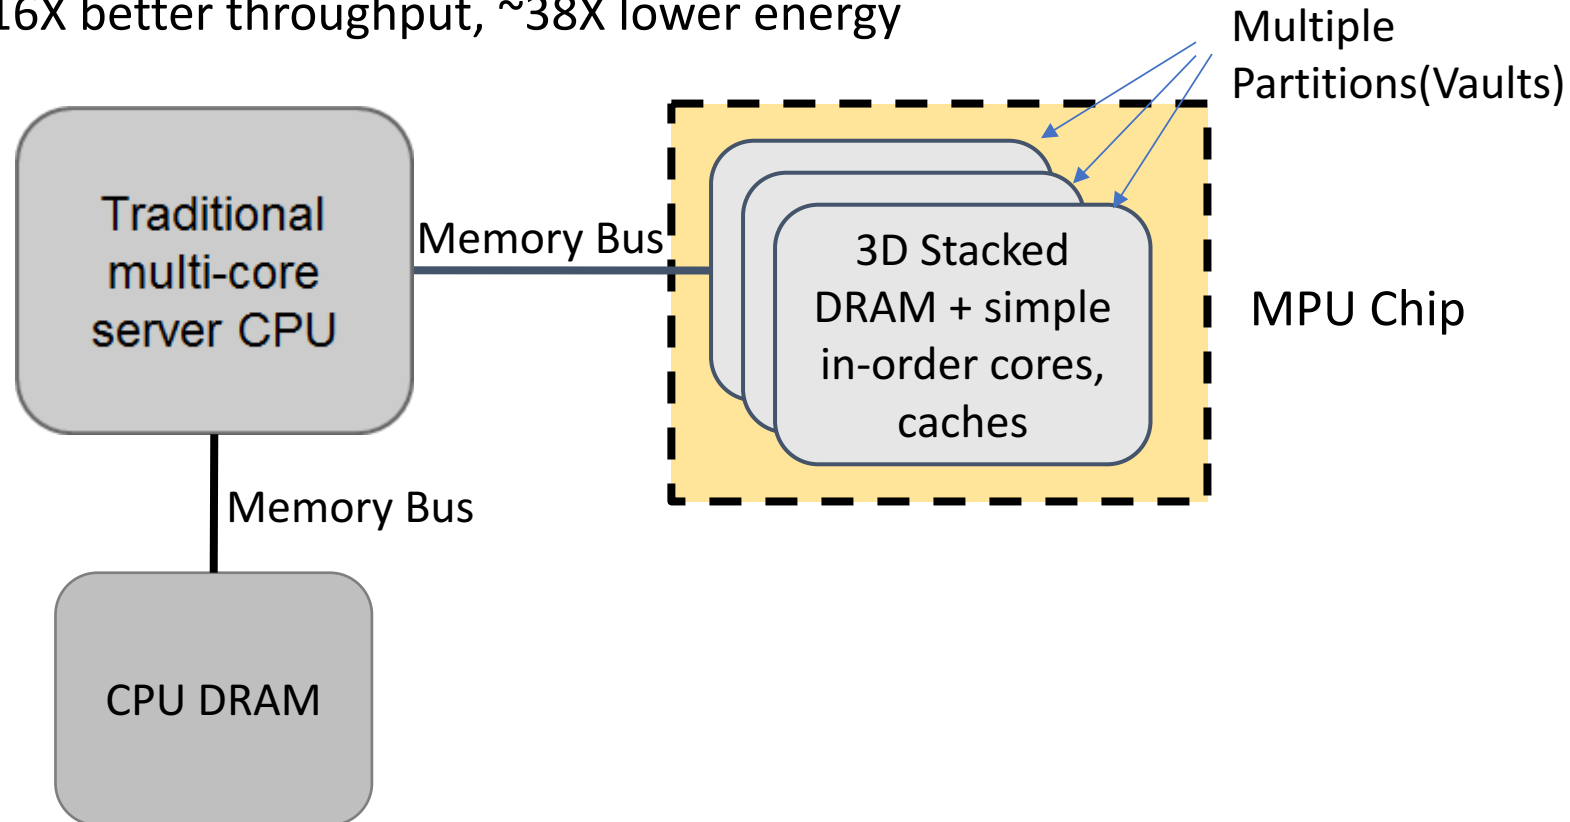 16X better throughput, ~38X lower energy
Multiple
Partitions(Vaults)
Traditional
multi-core
server CPU
Memory Bus
3D Stacked
DRAM + simple
in-order cores,
caches
MPU Chip
Memory Bus
CPU DRAM